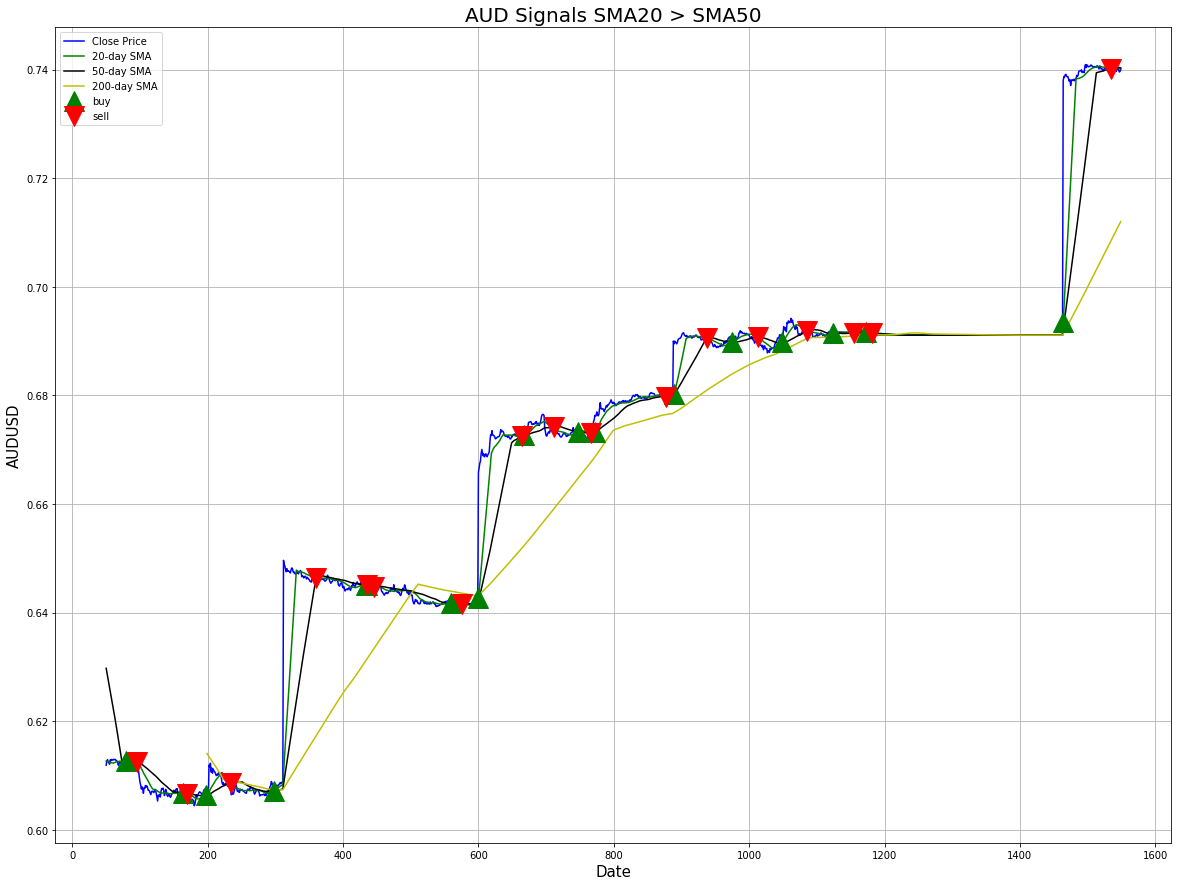 AUD Signals SMA20 > SMA50
Close Price
20-day SMA
50-day SMA
200-day SMA
buy
sell
0.74
0.72
0.70
0.68
0.66
0.64
0.62
0.60
AUDUSD
0 200 400 600 800 1000 1200 1400 1600
Date